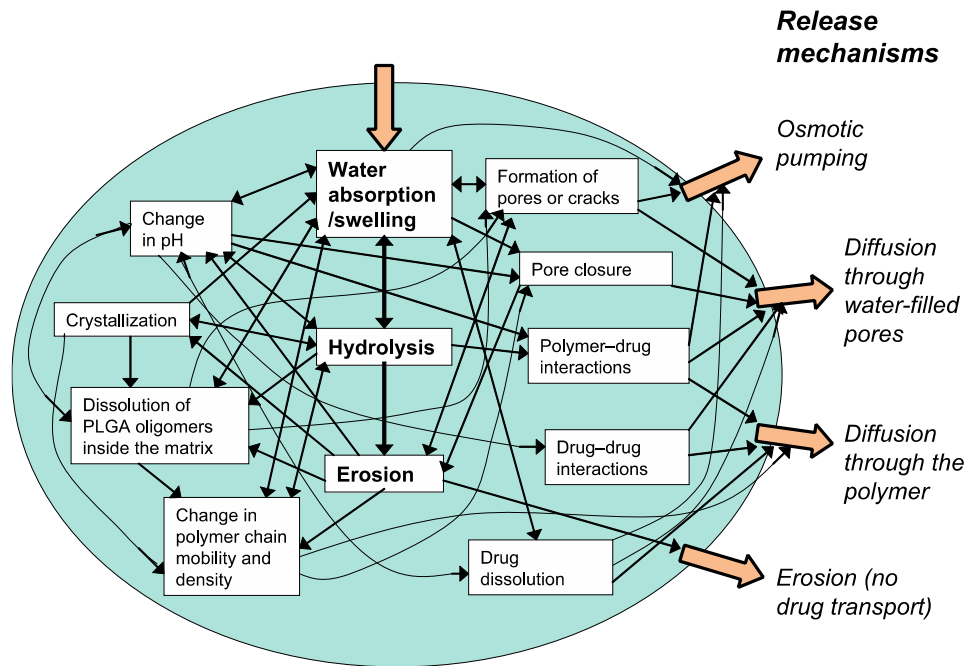 Release
mechanisms
Osmotic
pumping
Water
absorption
/swelling
Formation of
pores or cracks
Change
in pH
Diffusion
through
water-filled
pores
Pore closure
Crystallization
Hydrolysis
Polymer–drug
interactions
Dissolution of
PLGA oligomers
inside the matrix
Drug–drug
interactions
Diffusion
through the
polymer
Erosion
Change in
polymer chain
mobility and
density
Drug
dissolution
Erosion (no
drug transport)